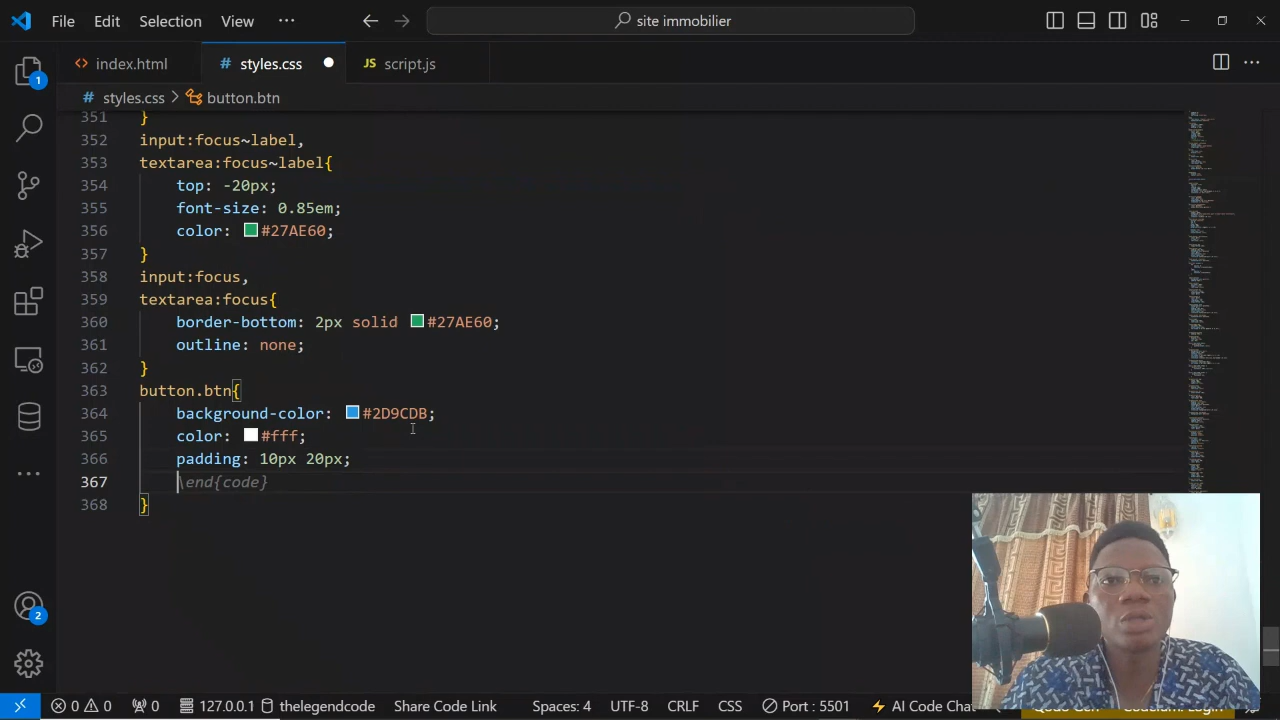 File Edit Selection View ··· site immobilier
index.html # styles.css JS script.js
1
# styles.css > button.btn
351 }
352 input:focus~label,
353 textarea:focus~label{
354 top: -20px;
355 font-size: 0.85em;
356 color: #27AE60;
357 }
358 input:focus,
359 textarea:focus{
360 border-bottom: 2px solid #27AE60;
361 outline: none;
362 }
363 button.btn{
364 background-color: #2D9CDB;
365 color: #fff;
366 padding: 10px 20px;
367 \end{code}
368 }
2
0 0 0 127.0.0.1 thelegendcode Share Code Link Spaces: 4 UTF-8 CRLF CSS Port : 5501 AI Code Chat